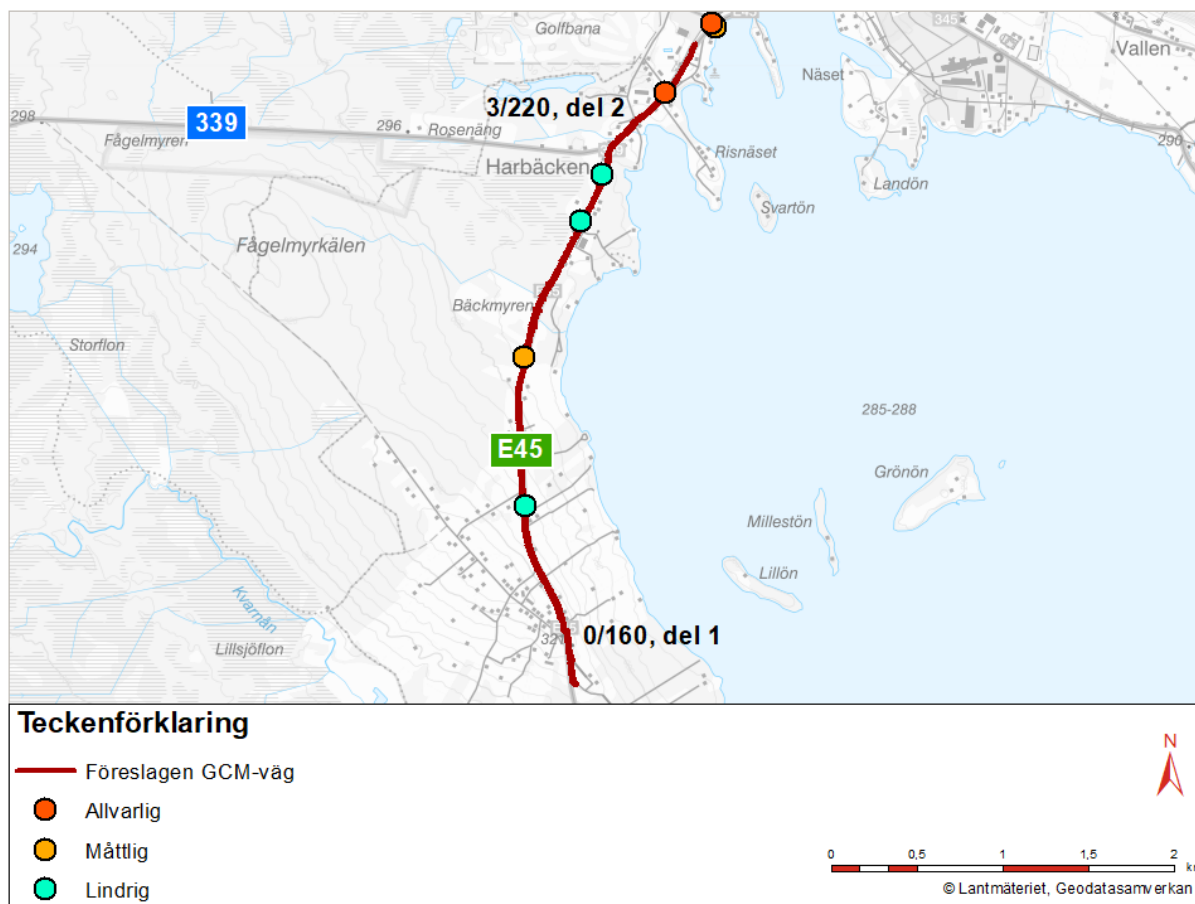 Golfbana
345
Vallen
Näset
3/220, del 2
298
339
Fågelmyren
296
Rosenäng
Harbäcken
Risnäset
296
Landön
Svartön
294
Fågelmyrkälen
Bäckmyren
Storflon
285-288
E45
Grönön
Millestön
Lillön
Kvarnån
Lillsjöflon
321
0/160, del 1
Teckenförklaring
Föreslagen GCM-väg
Allvarlig
Måttlig
Lindrig
N
0 0,5 1 1,5 2
© Lantmäteriet, Geodatasamverkan